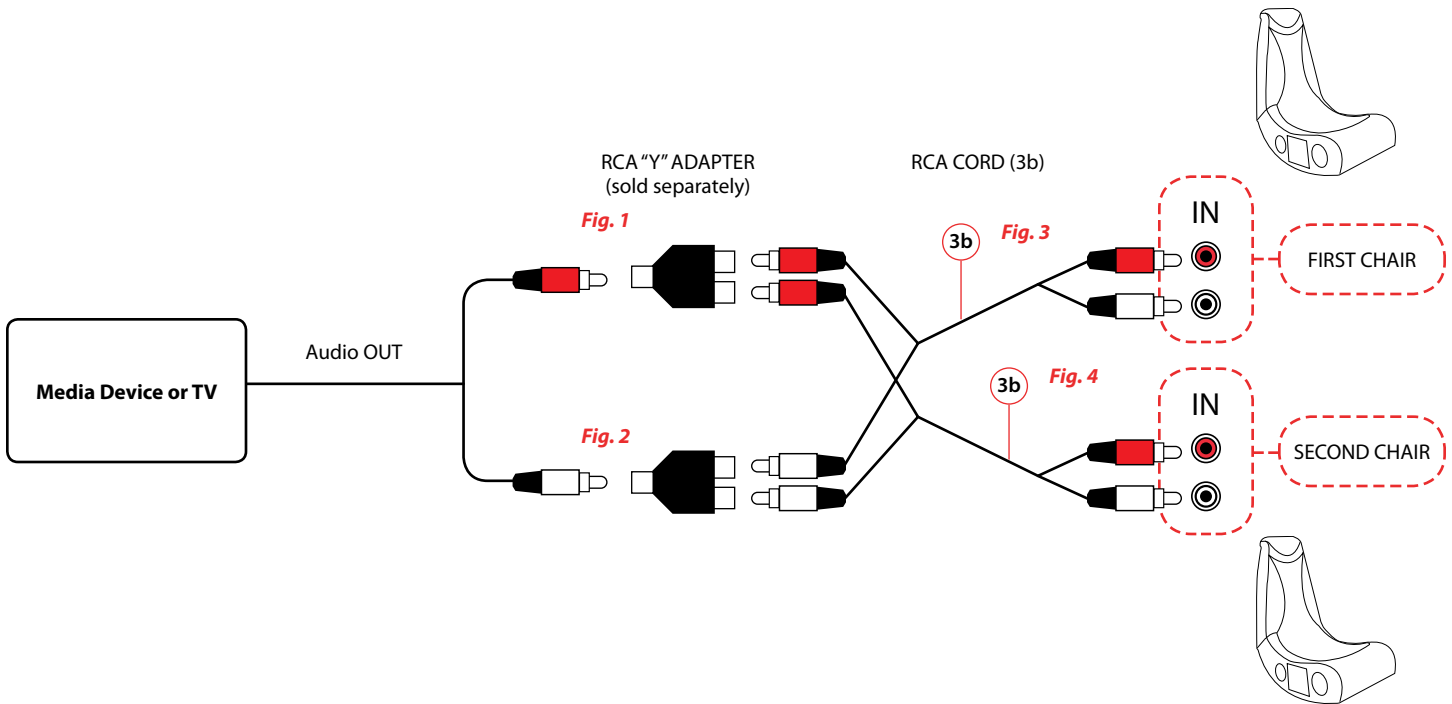 RCA “Y” ADAPTER
(sold separately)
RCA CORD (3b)
Fig. 1
3b
Fig. 3
IN
FIRST CHAIR
Audio OUT
Media Device or TV
Fig. 2
3b
Fig. 4
IN
SECOND CHAIR